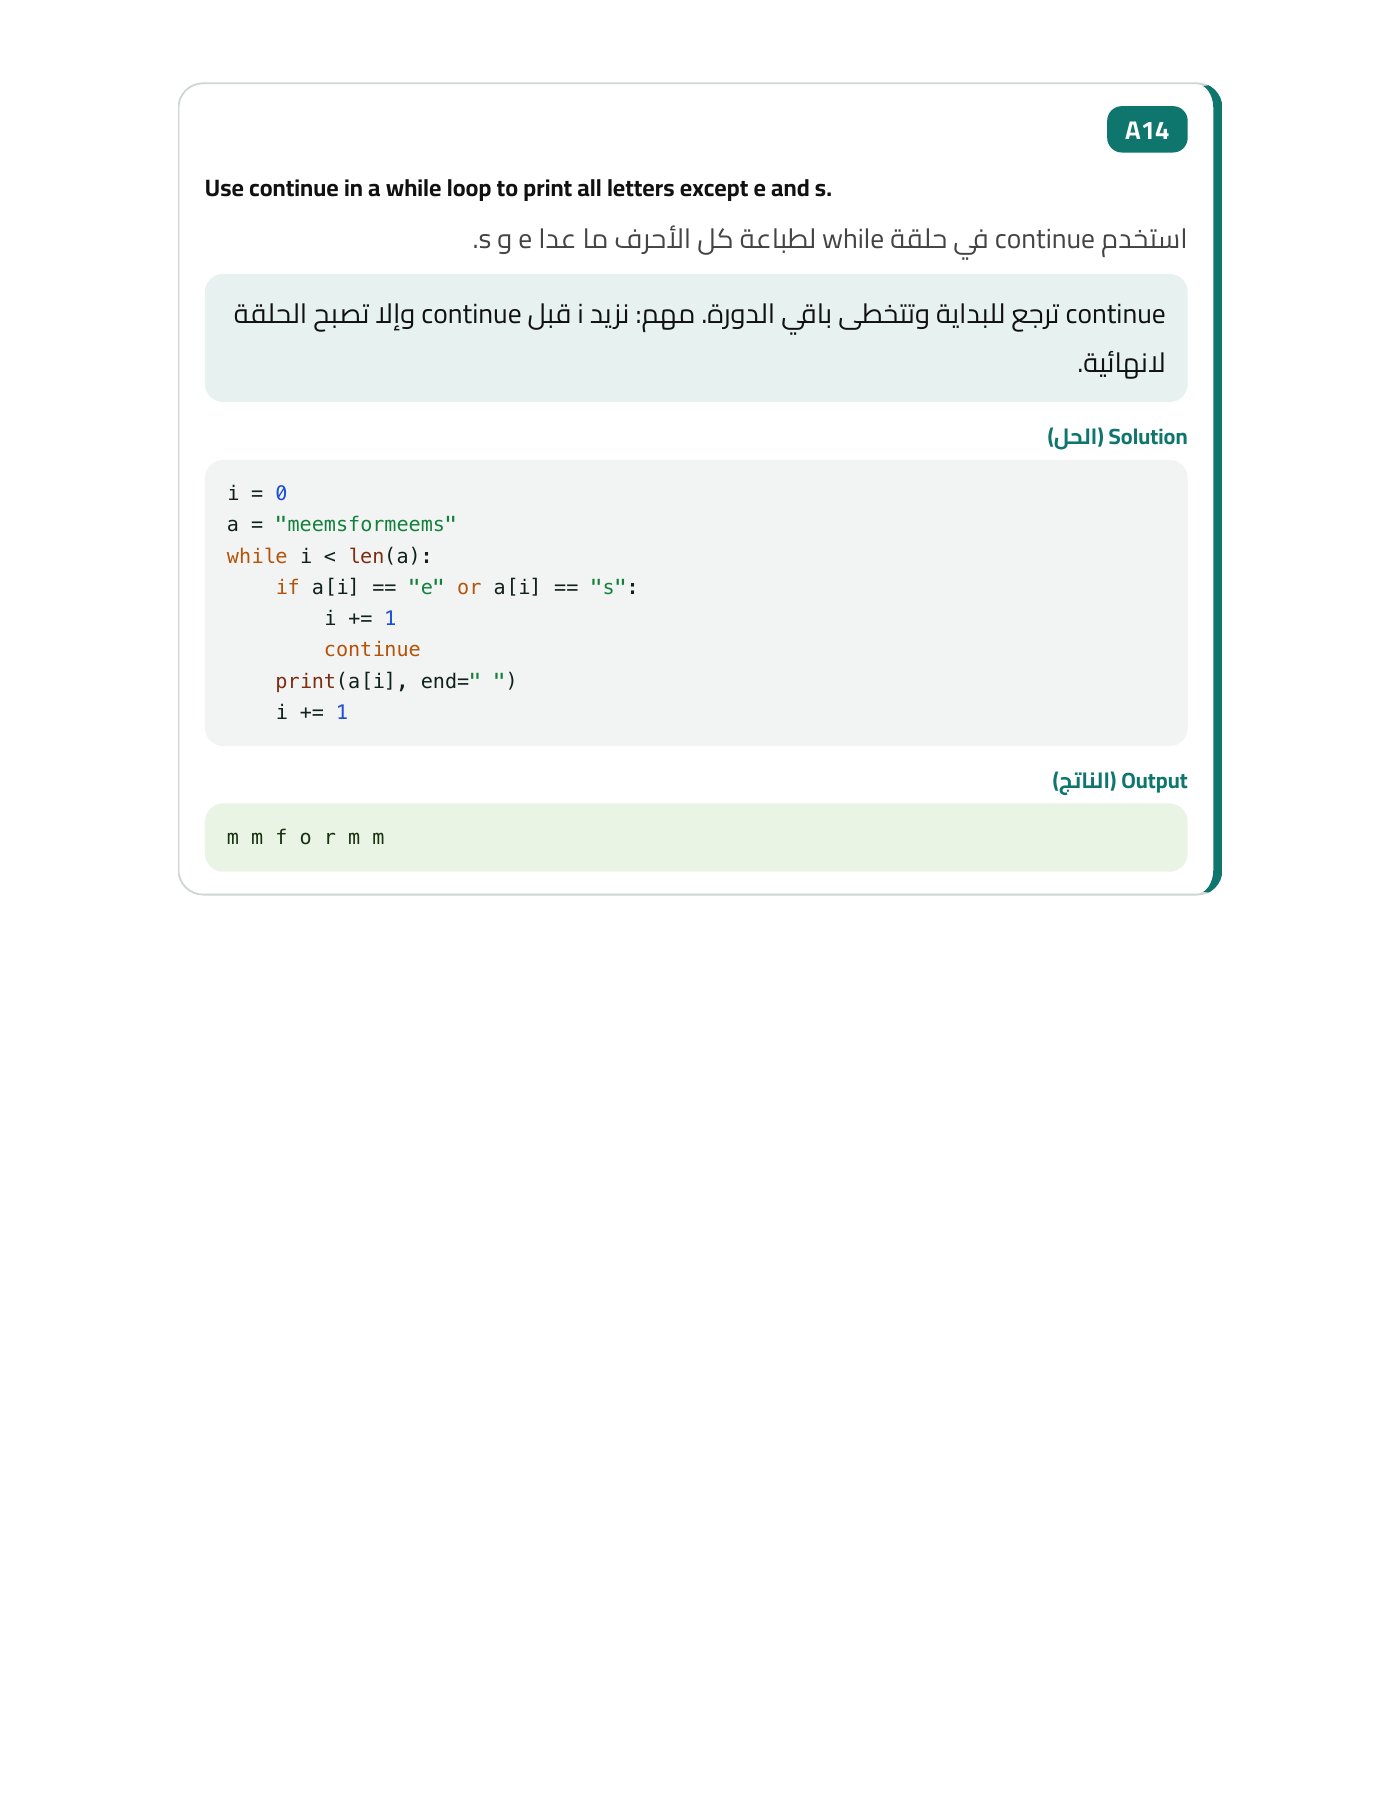 A14
Use continue in a while loop to print all letters except e and s.
استخدم continue في حلقة while لطباعة كل الأحرف ما عدا e و s.
continue ترجع للبداية وتتخطى باقي الدورة. مهم: نزيد i قبل continue وإلا تصبح الحلقة
لانهائية.
Solution (الحل)
i = 0
a = "meemsformeems"
while i < len(a):
    if a[i] == "e" or a[i] == "s":
        i += 1
        continue
    print(a[i], end=" ")
    i += 1
Output (الناتج)
m m f o r m m